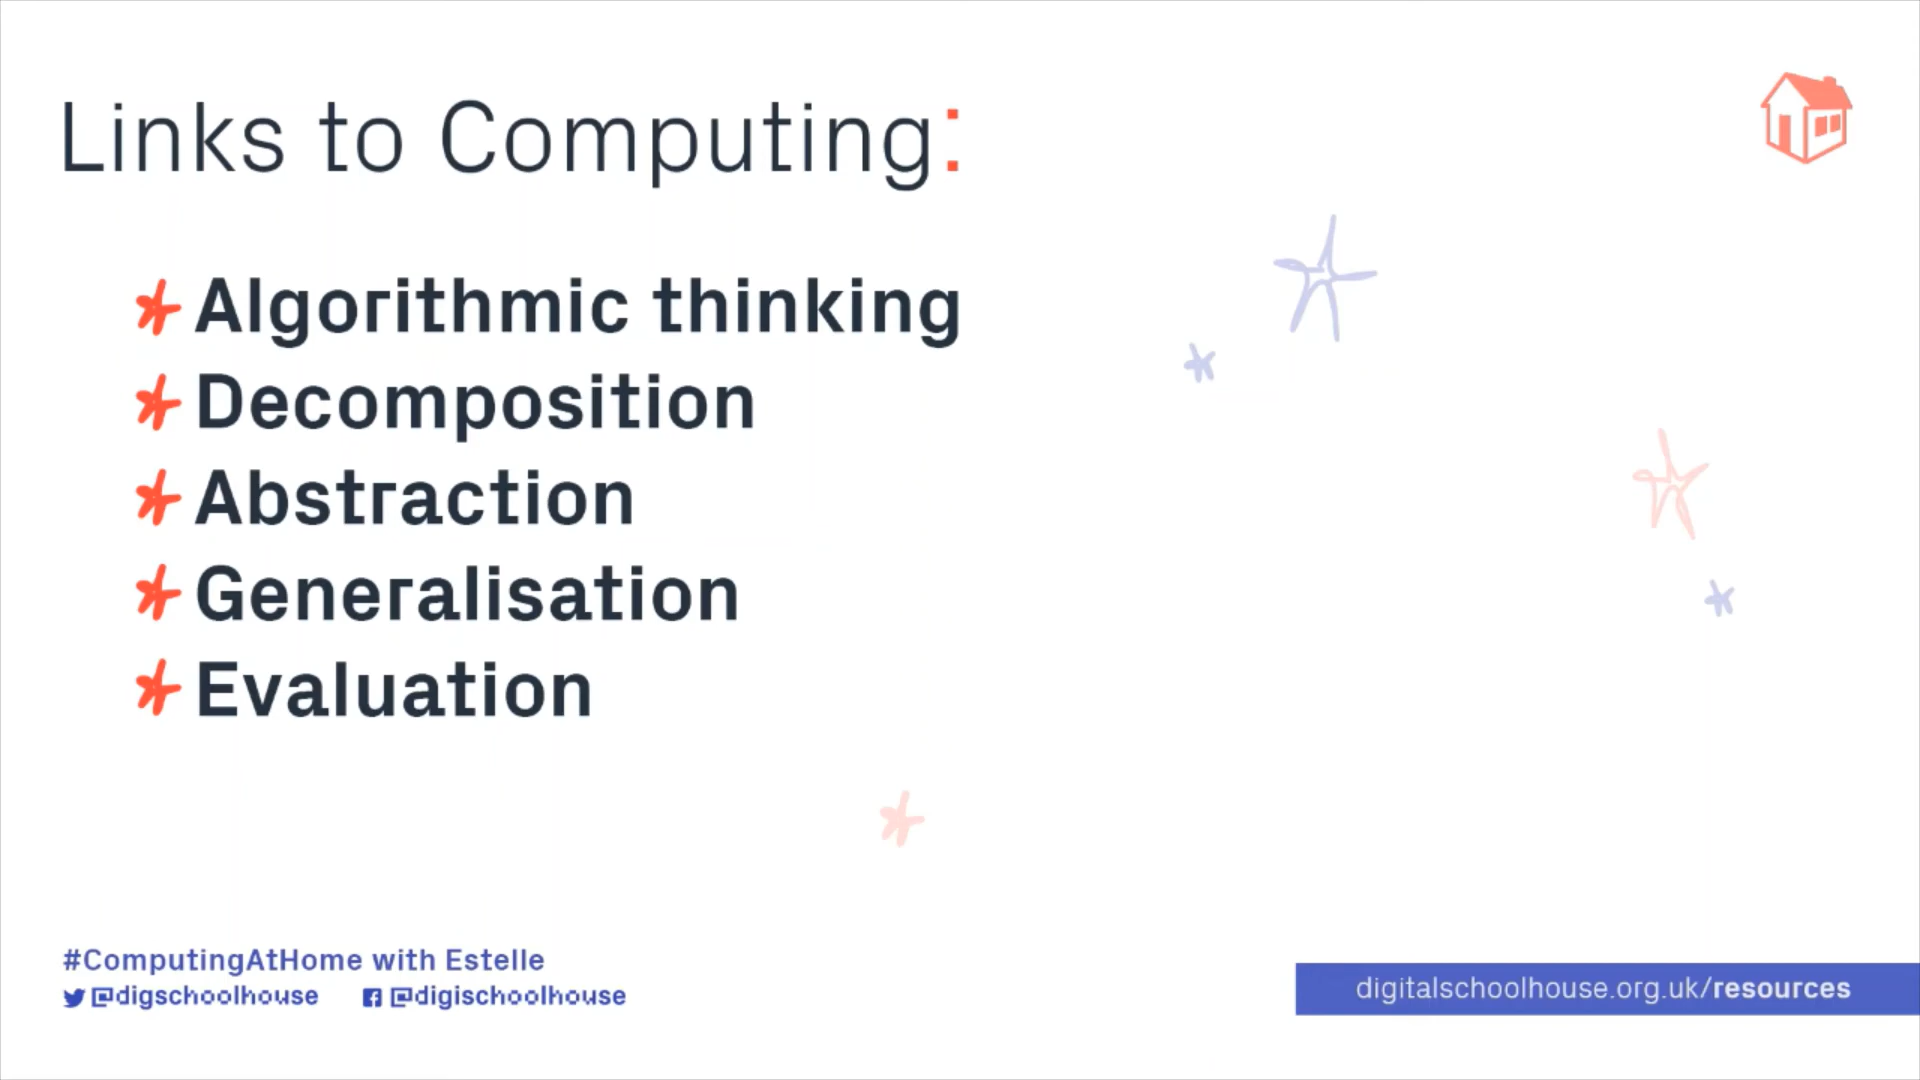 Links to Computing:
Algorithmic thinking
Decomposition
Abstraction
Generalisation
Evaluation
#ComputingAtHome with Estelle
@digschoolhouse @digischoolhouse
digitalschoolhouse.org.uk/resources